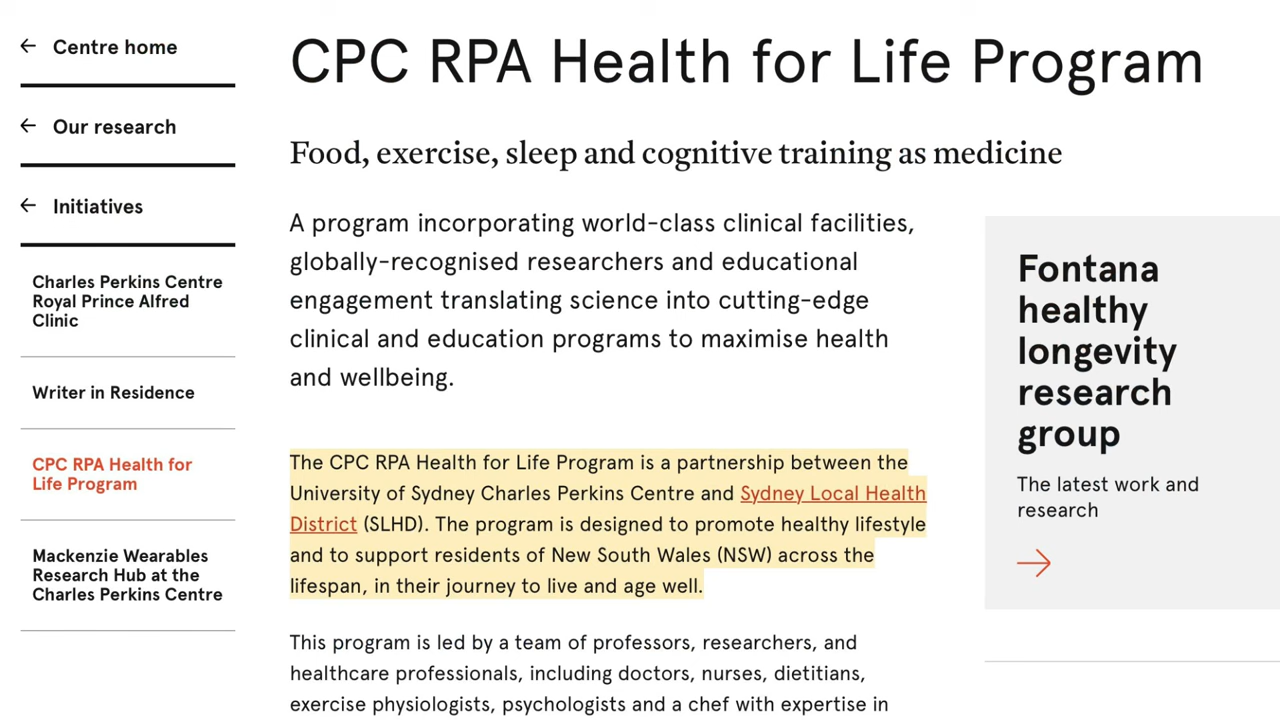 ← Centre home
← Our research
← Initiatives
Charles Perkins Centre
Royal Prince Alfred
Clinic
Writer in Residence
CPC RPA Health for
Life Program
Mackenzie Wearables
Research Hub at the
Charles Perkins Centre
CPC RPA Health for Life Program
Food, exercise, sleep and cognitive training as medicine
A program incorporating world-class clinical facilities,
globally-recognised researchers and educational
engagement translating science into cutting-edge
clinical and education programs to maximise health
and wellbeing.
The CPC RPA Health for Life Program is a partnership between the
University of Sydney Charles Perkins Centre and Sydney Local Health
District (SLHD). The program is designed to promote healthy lifestyle
and to support residents of New South Wales (NSW) across the
lifespan, in their journey to live and age well.
This program is led by a team of professors, researchers, and
healthcare professionals, including doctors, nurses, dietitians,
exercise physiologists, psychologists and a chef with expertise in
Fontana
healthy
longevity
research
group
The latest work and
research
→